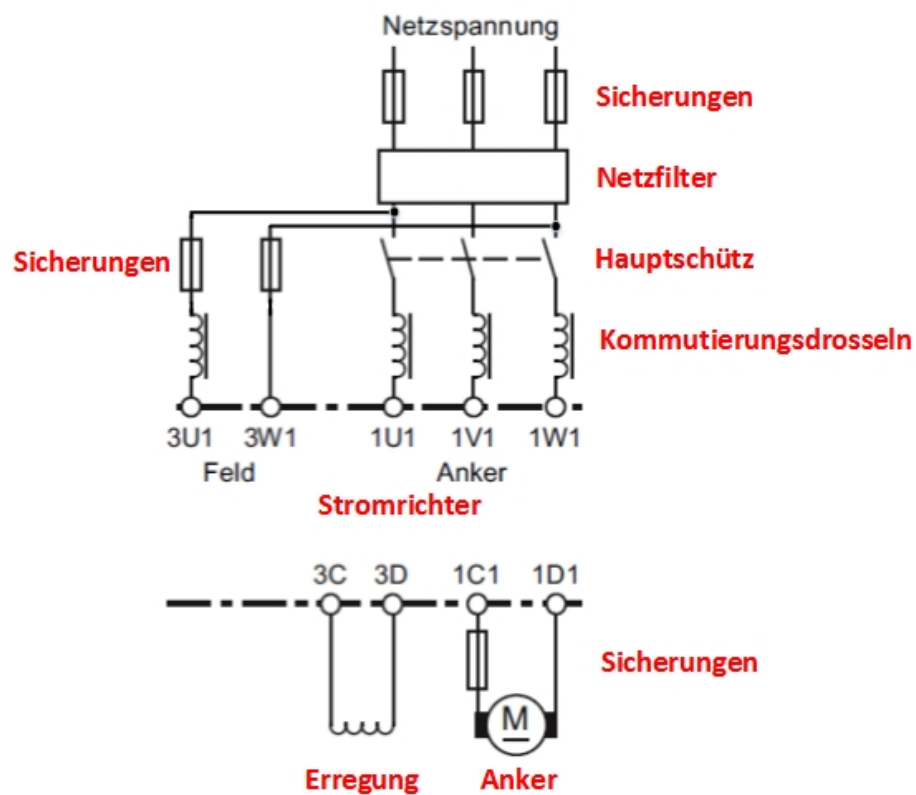 Netzspannung
Sicherungen
Netzfilter
Sicherungen
Hauptschütz
Kommutierungsdrosseln
3U1 3W1 1U1 1V1 1W1
Feld Anker
Stromrichter
3C 3D 1C1 1D1
Sicherungen
M
Erregung Anker